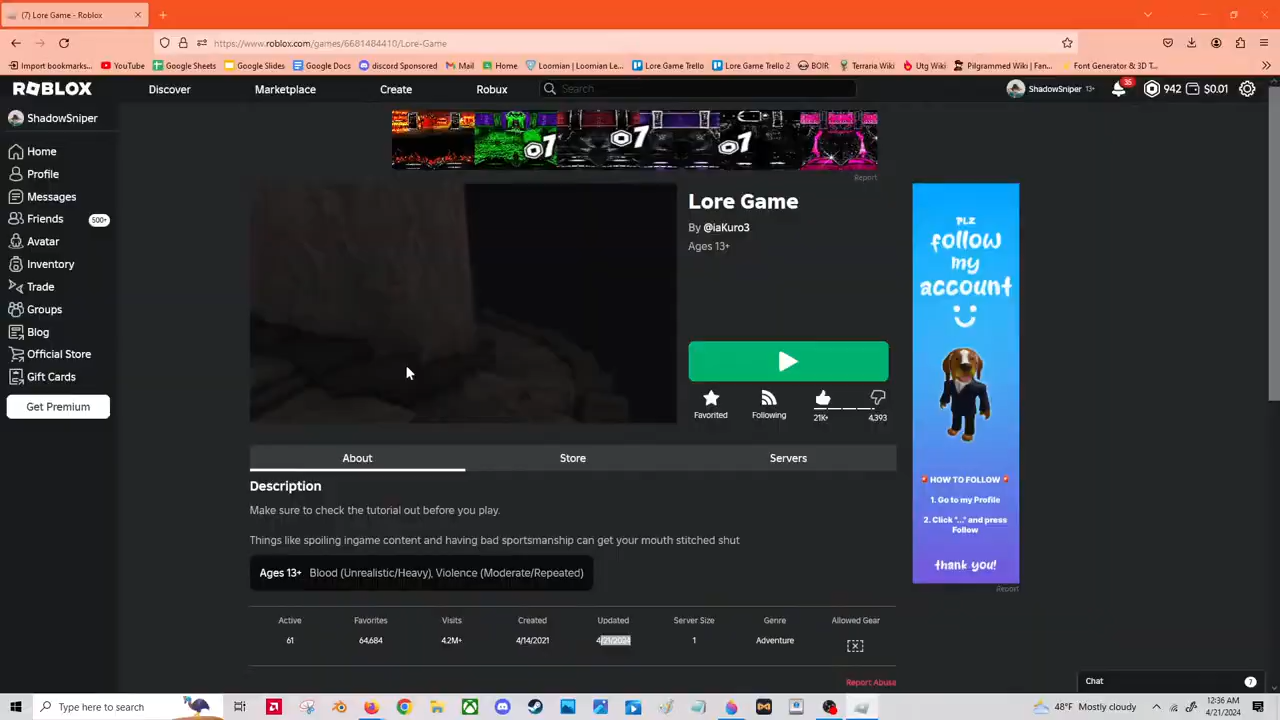 (7) Lore Game - Roblox
https://www.roblox.com/games/6681484410/Lore-Game
Import bookmarks... YouTube Google Sheets Google Slides Google Docs discord Sponsored Mail Home Loomian | Loomian Le... Lore Game Trello Lore Game Trello 2 BOIR Terraria Wiki Utg Wiki Pilgrammed Wiki | Fan... Font Generator & 3D T...
ROBLOX Discover Marketplace Create Robux Search ShadowSniper 13+ 35 942 $0.01
ShadowSniper
Home
Profile
Messages
Friends 500+
Avatar
Inventory
Trade
Groups
Blog
Official Store
Gift Cards
Get Premium
7 7 7
Report
Lore Game
By @iaKuro3
Ages 13+
Favorited Following 21K+ 4,393
PLZ
follow
my
account
HOW TO FOLLOW
1. Go to my Profile
2. Click "..." and press
Follow
thank you!
Report
About Store Servers
Description
Make sure to check the tutorial out before you play.
Things like spoiling ingame content and having bad sportsmanship can get your mouth stitched shut
Ages 13+ Blood (Unrealistic/Heavy), Violence (Moderate/Repeated)
Active Favorites Visits Created Updated Server Size Genre Allowed Gear
61 64,684 4.2M+ 4/14/2021 4/21/2024 1 Adventure
Report Abuse
Chat 7
Type here to search
48°F Mostly cloudy
12:36 AM
4/21/2024